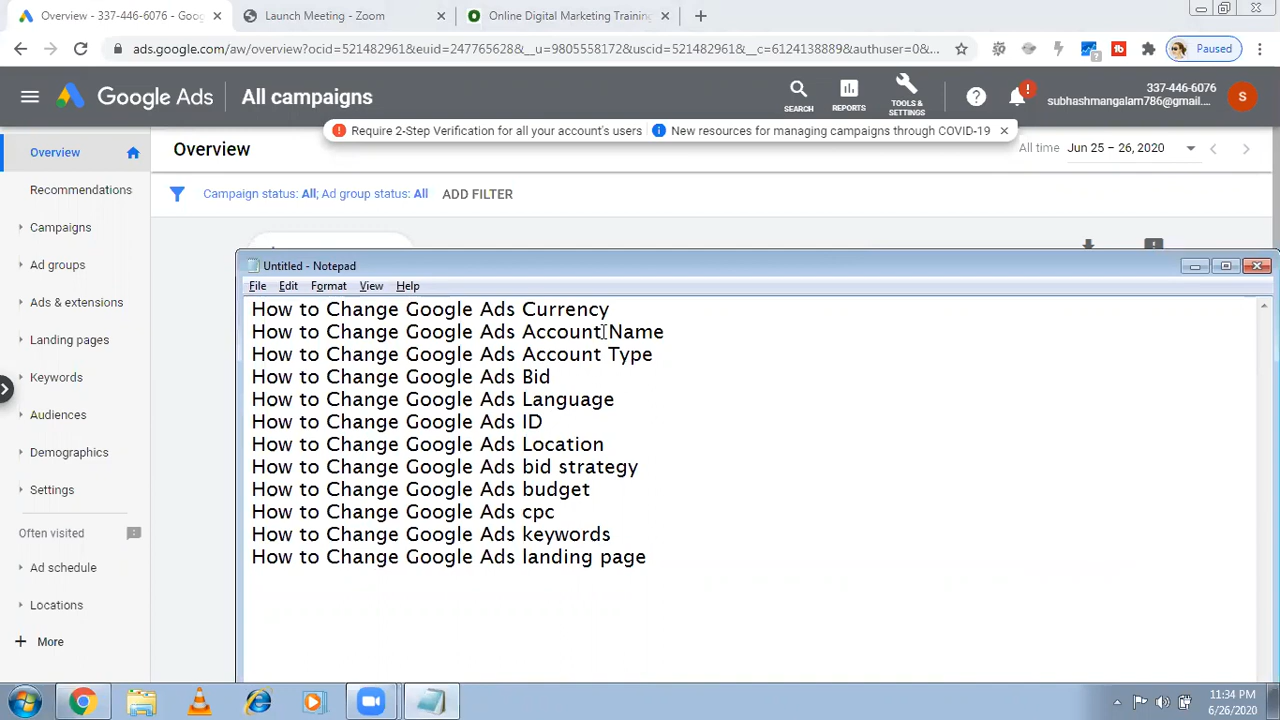 Overview - 337-446-6076 - Goog
Launch Meeting - Zoom
Online Digital Marketing Training
ads.google.com/aw/overview?ocid=521482961&euid=247765628&__u=9805558172&uscid=521482961&__c=6124138889&authuser=0&...
Paused
Google Ads
All campaigns
SEARCH
REPORTS
TOOLS &
SETTINGS
337-446-6076
subhashmangalam786@gmail....
S
Require 2-Step Verification for all your account's users
New resources for managing campaigns through COVID-19
Overview
All time
Jun 25 – 26, 2020
Campaign status: All; Ad group status: All
ADD FILTER
Overview
Recommendations
Campaigns
Ad groups
Ads & extensions
Landing pages
Keywords
Audiences
Demographics
Settings
Often visited
Ad schedule
Locations
More
Untitled - Notepad
File Edit Format View Help
How to Change Google Ads Currency
How to Change Google Ads Account Name
How to Change Google Ads Account Type
How to Change Google Ads Bid
How to Change Google Ads Language
How to Change Google Ads ID
How to Change Google Ads Location
How to Change Google Ads bid strategy
How to Change Google Ads budget
How to Change Google Ads cpc
How to Change Google Ads keywords
How to Change Google Ads landing page
11:34 PM
6/26/2020